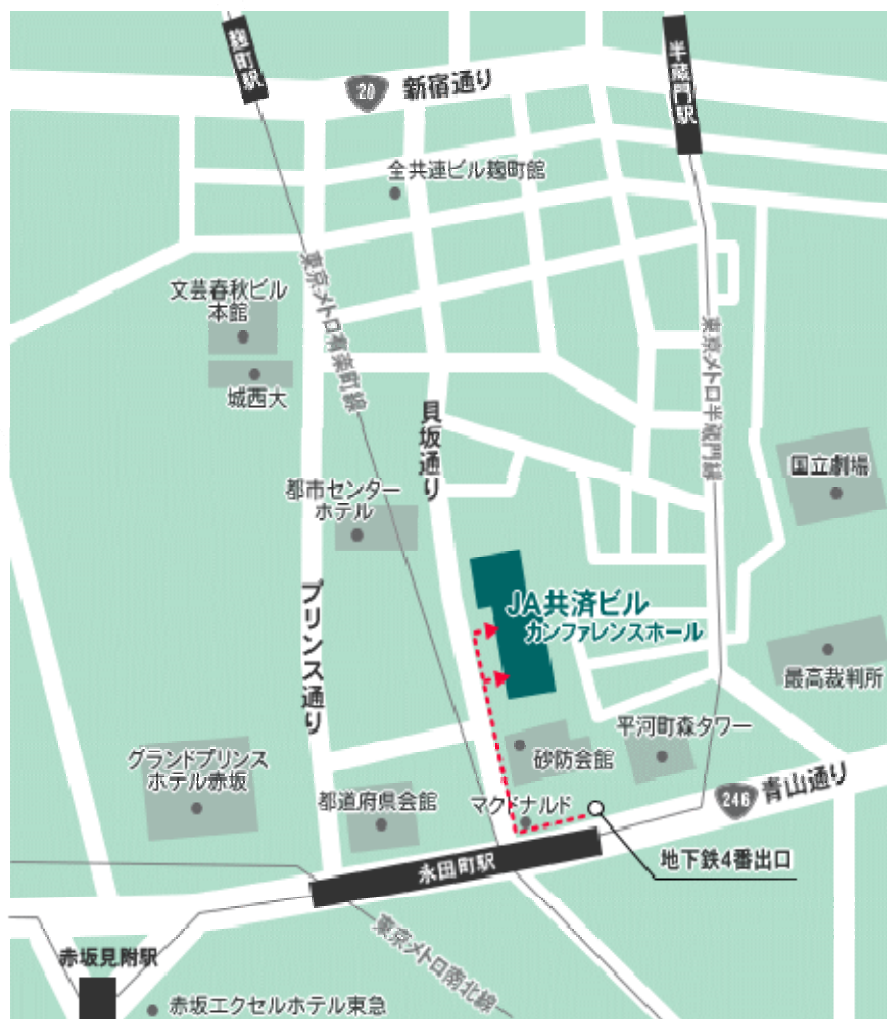 麹町駅
20
新宿通り
半蔵門駅
全共連ビル麹町館
東京メトロ有楽町線
文芸春秋ビル
本館
城西大
東京メトロ半蔵門線
貝坂通り
国立劇場
都市センター
ホテル
プリンス通り
JA共済ビル
カンファレンスホール
最高裁判所
平河町森タワー
砂防会館
グランドプリンス
ホテル赤坂
都道府県会館
マクドナルド
246
青山通り
永田町駅
地下鉄4番出口
東京メトロ南北線
赤坂見附駅
赤坂エクセルホテル東急